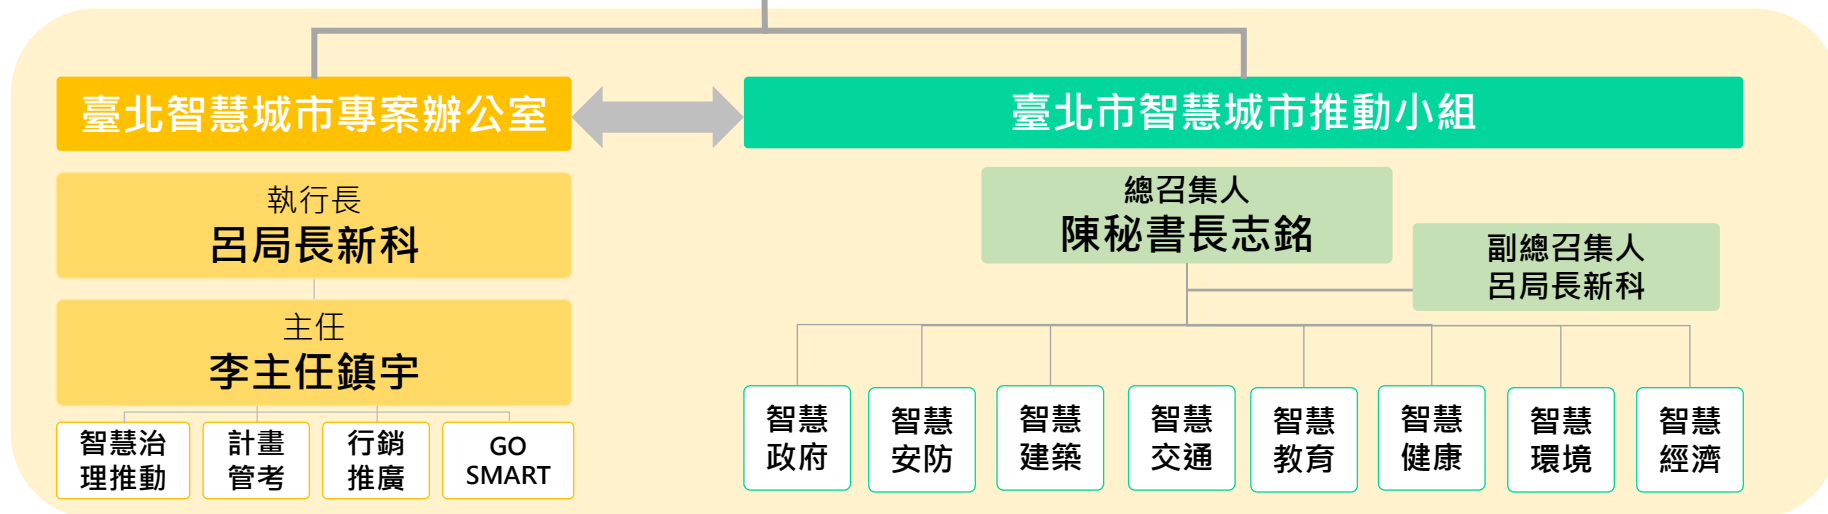 臺北智慧城市專案辦公室
執行長
呂局長新科
主任
李主任鎮宇
智慧治
理推動
計畫
管考
行銷
推廣
GO
SMART
臺北市智慧城市推動小組
總召集人
陳秘書長志銘
副總召集人
呂局長新科
智慧
政府
智慧
安防
智慧
建築
智慧
交通
智慧
教育
智慧
健康
智慧
環境
智慧
經濟